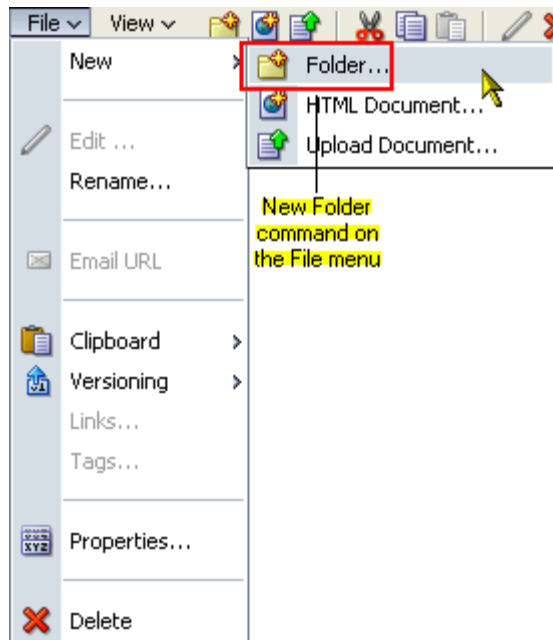 File View
New
Folder...
HTML Document...
Upload Document...
Edit ...
Rename...
New Folder
command on
the File menu
Email URL
Clipboard
Versioning
Links...
Tags...
Properties...
Delete